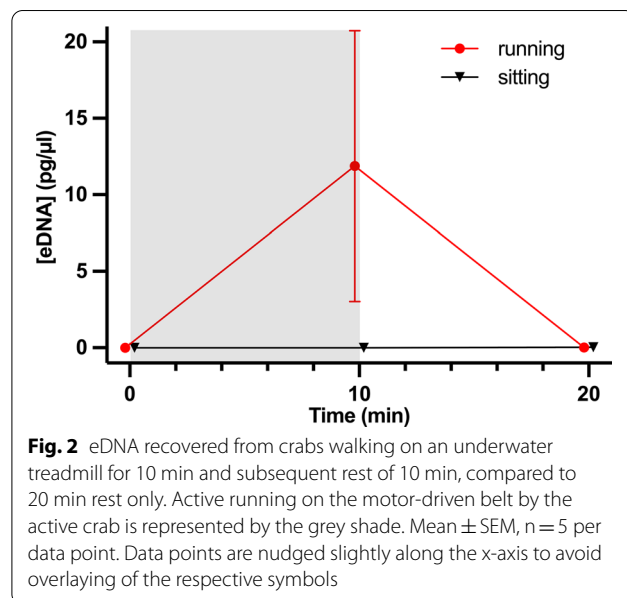 20
15
10
5
0
[eDNA] (pg/µl)
running
sitting
0
10
20
Time (min)
Fig. 2 eDNA recovered from crabs walking on an underwater
treadmill for 10 min and subsequent rest of 10 min, compared to
20 min rest only. Active running on the motor-driven belt by the
active crab is represented by the grey shade. Mean ± SEM, n = 5 per
data point. Data points are nudged slightly along the x-axis to avoid
overlaying of the respective symbols